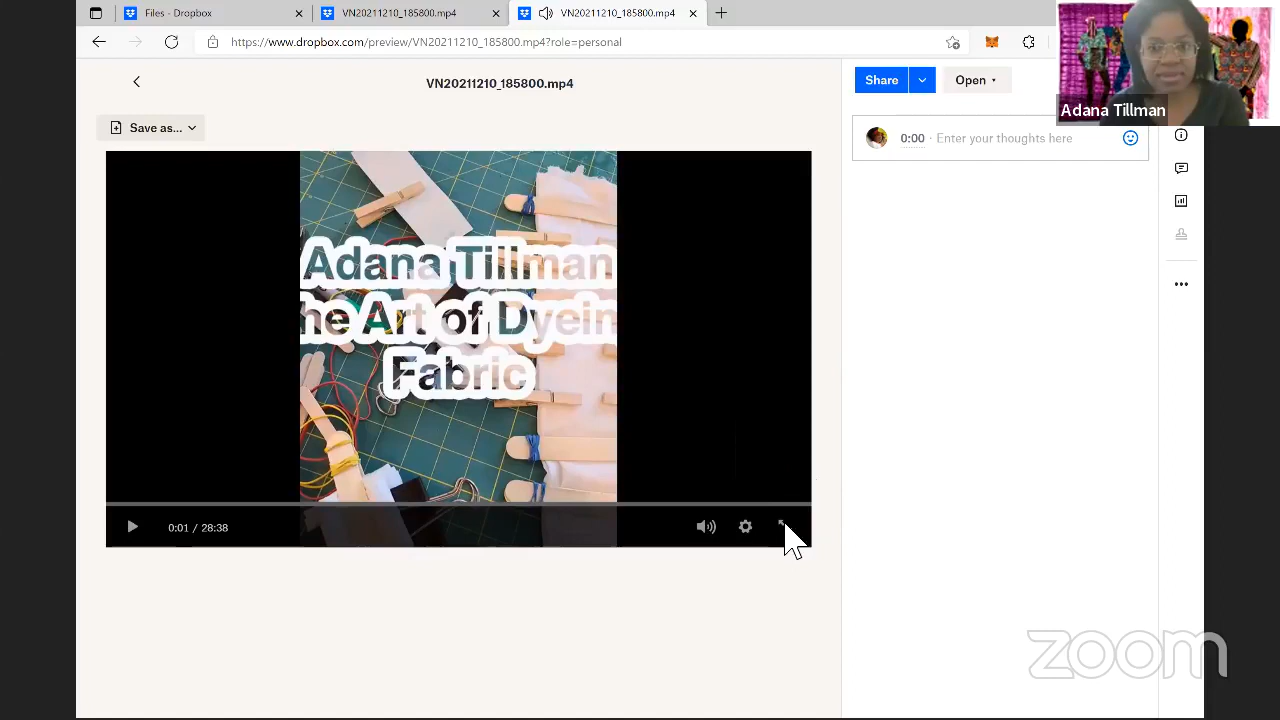 Files - Dropbox
VN20211210_185800.mp4
VN20211210_185800.mp4
https://www.dropbox.com/preview/VN20211210_185800.mp4?role=personal
VN20211210_185800.mp4
Share
Open
Adana Tillman
Save as...
0:00 · Enter your thoughts here
Adana Tillman
he Art of Dyein
Fabric
0:01 / 28:38
zoom